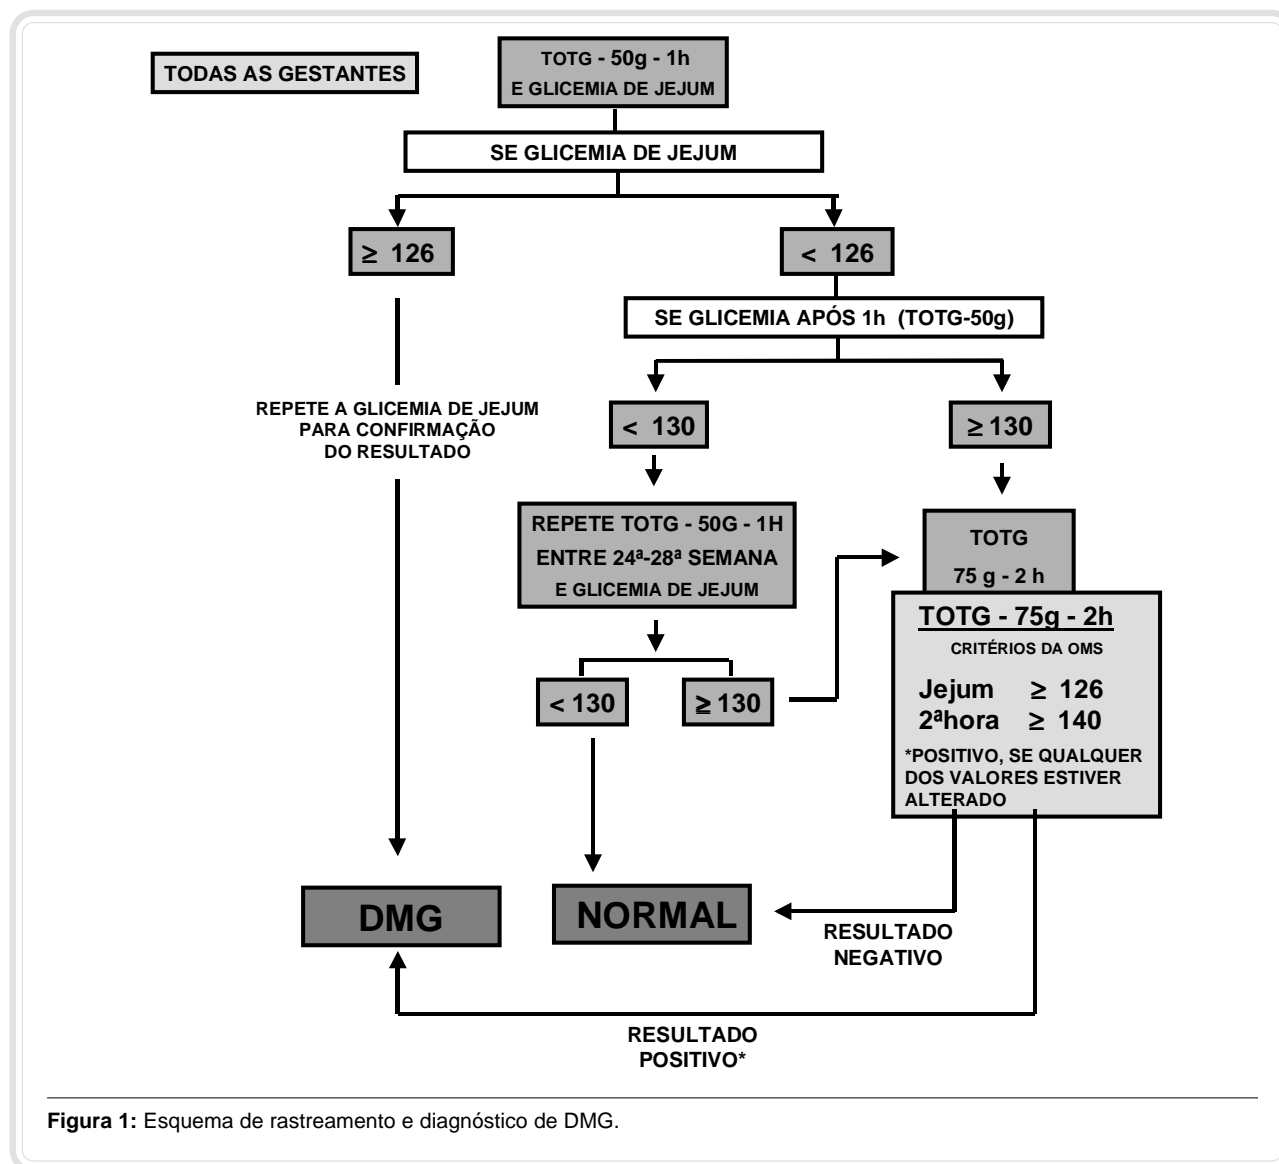 TODAS AS GESTANTES
TOTG - 50g - 1h
E GLICEMIA DE JEJUM
SE GLICEMIA DE JEJUM
≥ 126
< 126
SE GLICEMIA APÓS 1h (TOTG-50g)
REPETE A GLICEMIA DE JEJUM
PARA CONFIRMAÇÃO
DO RESULTADO
< 130
≥ 130
REPETE TOTG - 50G - 1H
ENTRE 24ª-28ª SEMANA
E GLICEMIA DE JEJUM
TOTG
75 g - 2 h
TOTG - 75g - 2h
CRITÉRIOS DA OMS
Jejum ≥ 126
2ªhora ≥ 140
*POSITIVO, SE QUALQUER
DOS VALORES ESTIVER
ALTERADO
< 130
≥ 130
DMG
NORMAL
RESULTADO
NEGATIVO
RESULTADO
POSITIVO*
Figura 1: Esquema de rastreamento e diagnóstico de DMG.